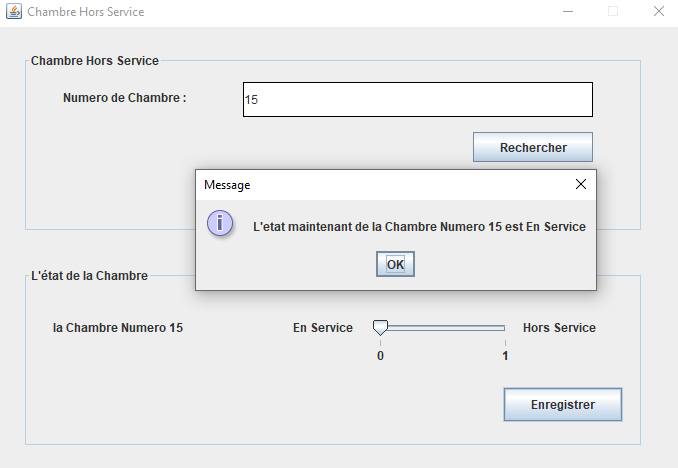 Chambre Hors Service
Chambre Hors Service
Numero de Chambre :
15
Rechercher
Message
L'etat maintenant de la Chambre Numero 15 est En Service
OK
L'état de la Chambre
la Chambre Numero 15
En Service
Hors Service
0
1
Enregistrer